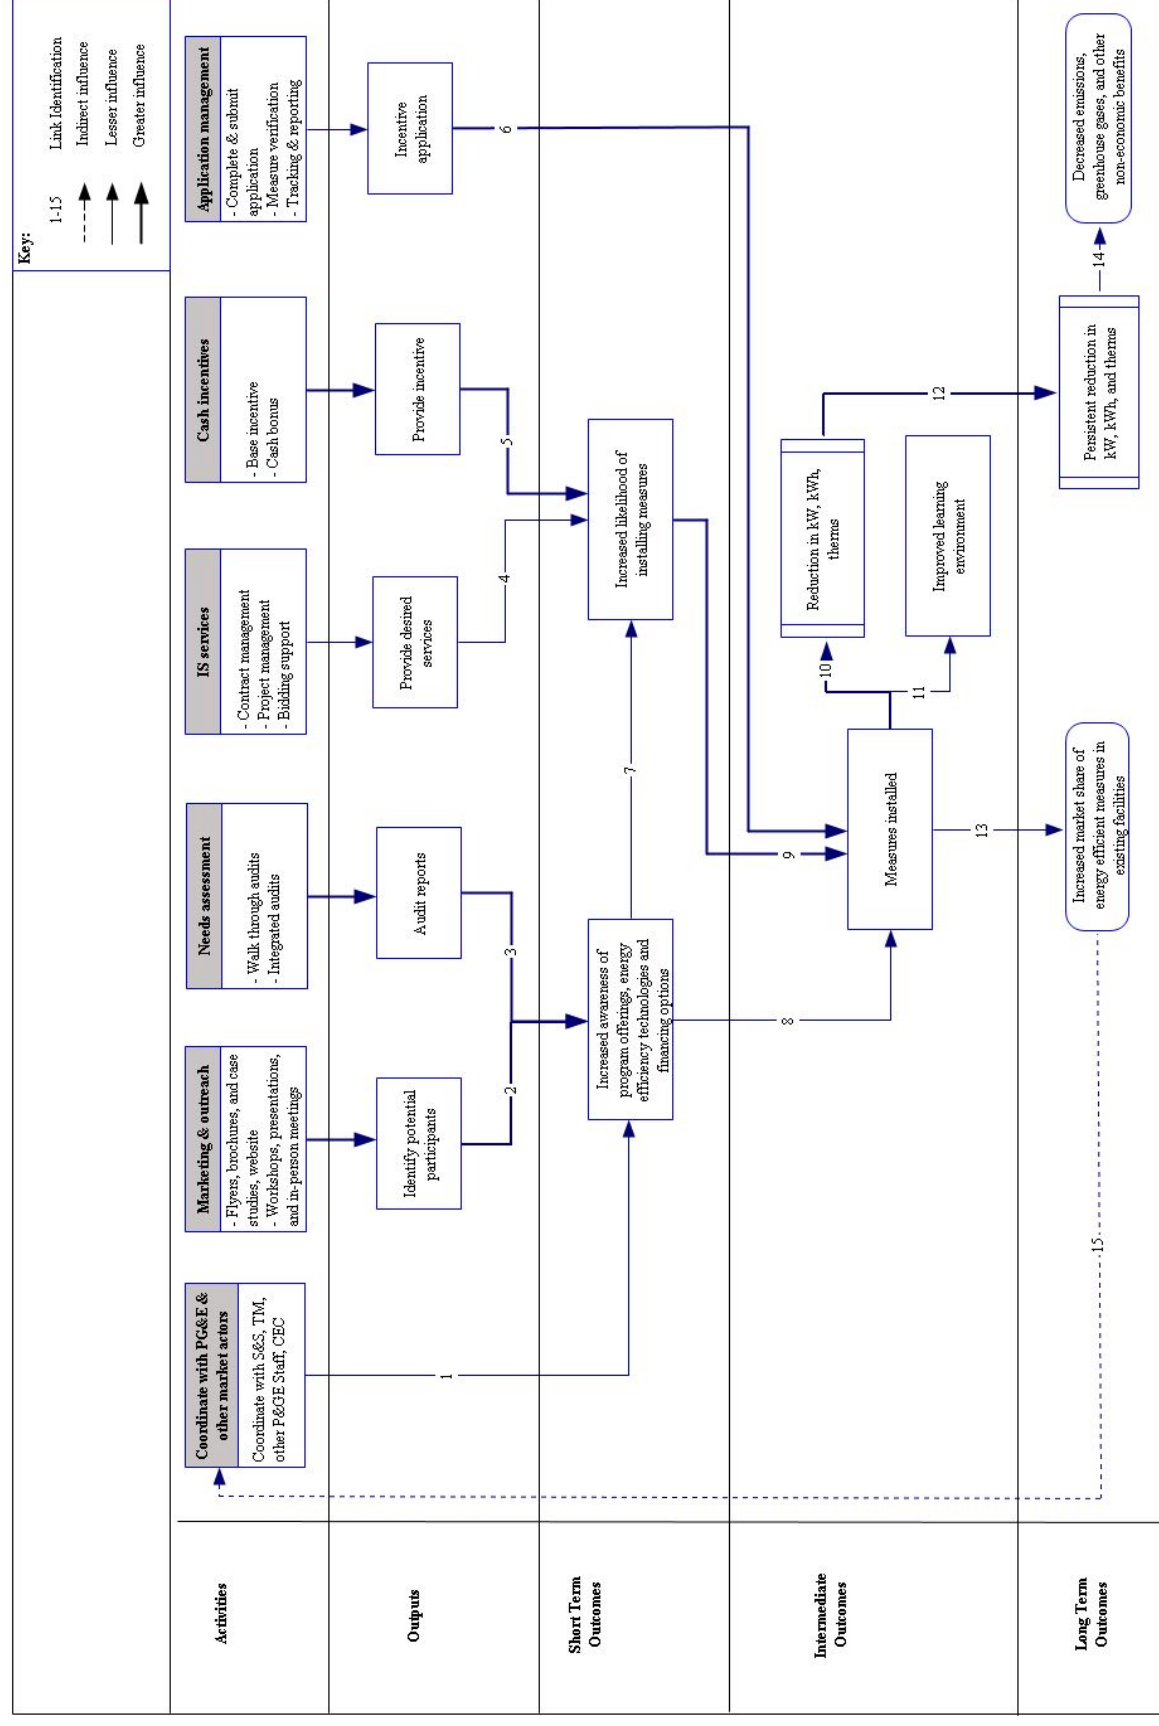 Key:
1-15
Link Identification
Indirect influence
Lesser influence
Greater influence
Activities
Coordinate with PG&E &
other market actors
Coordinate with S&S, TM,
other P&GE Staff, CEC
Marketing & outreach
- Flyers, brochures, and case
studies, website
- Workshops, presentations,
and in-person meetings
Needs assessment
- Walk through audits
- Integrated audits
IS services
- Contract management
- Project management
- Bidding support
Cash incentives
- Base incentive
- Cash bonus
Application management
- Complete & submit
application
- Measure verification
- Tracking & reporting
Outputs
Identify potential
participants
Audit reports
Provide desired
services
Provide incentive
Incentive
application
1
2
3
4
5
6
Short Term
Outcomes
Increased awareness of
program offerings, energy
efficiency technologies and
financing options
7
Increased likelihood of
installing measures
Intermediate
Outcomes
8
9
Measures installed
10
11
Reduction in kW, kWh,
therms
Improved learning
environment
12
13
Long Term
Outcomes
15
Increased market share of
energy efficient measures in
existing facilities
Persistent reduction in
kW, kWh, and therms
14
Decreased emissions,
greenhouse gases, and other
non-economic benefits